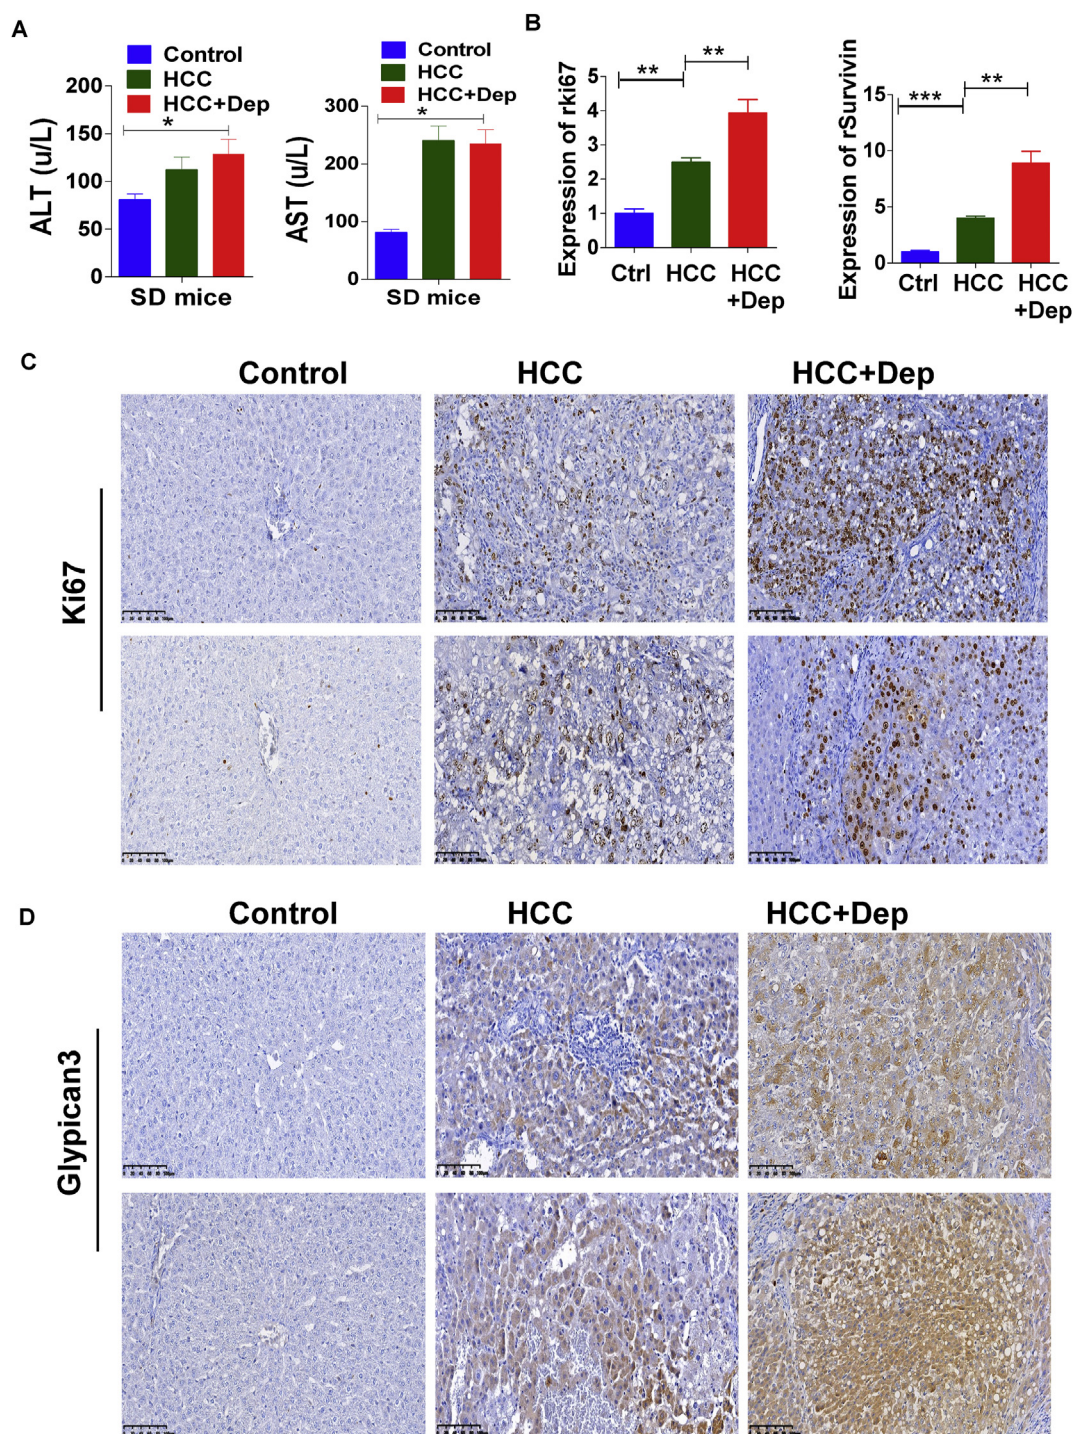 A
Control
HCC
HCC+Dep
ALT (u/L)
200
150
100
50
0
*
SD mice
Control
HCC
HCC+Dep
AST (u/L)
300
200
100
0
*
SD mice
B
Expression of rki67
5
4
3
2
1
0
**
**
Ctrl
HCC
HCC
+Dep
Expression of rSurvivin
15
10
5
0
***
**
Ctrl
HCC
HCC
+Dep
C
Control
HCC
HCC+Dep
Ki67
D
Control
HCC
HCC+Dep
Glypican3